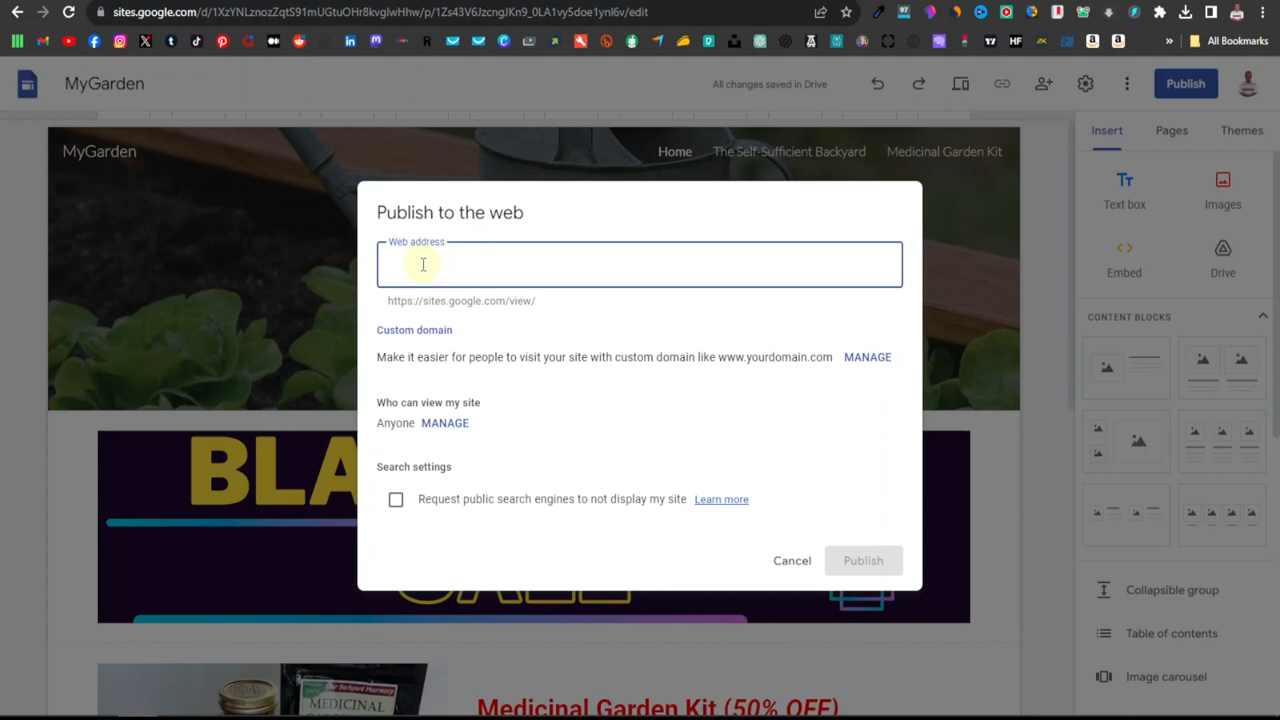 sites.google.com/d/1XzYNLznozZqtS91mUGtuOHr8kvglwHhw/p/1Zs43V6JzcngJKn9_0LA1vy5doe1ynl6v/edit
All Bookmarks
MyGarden
All changes saved in Drive
Publish
MyGarden
Home
The Self-Sufficient Backyard
Medicinal Garden Kit
Insert
Pages
Themes
Text box
Images
Embed
Drive
CONTENT BLOCKS
Collapsible group
Table of contents
Image carousel
Publish to the web
Web address
https://sites.google.com/view/
Custom domain
Make it easier for people to visit your site with custom domain like www.yourdomain.com MANAGE
Who can view my site
Anyone MANAGE
Search settings
Request public search engines to not display my site Learn more
Cancel
Publish
BLA
MEDICINAL
Medicinal Garden Kit (50% OFF)